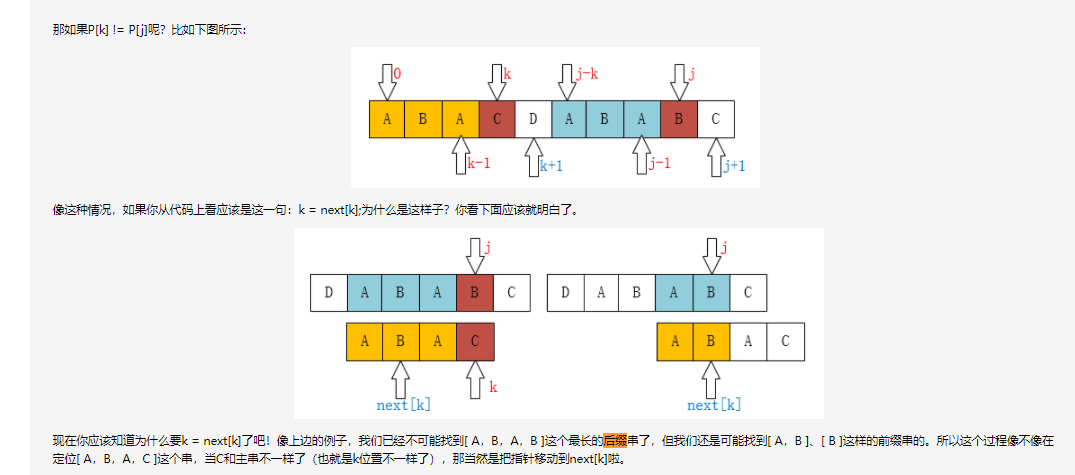 那如果P[k] != P[j]呢？比如下图所示：
0 k j-k j
A B A C D A B A B C
k-1 k+1 j-1 j+1
像这种情况，如果你从代码上看应该是这一句：k = next[k];为什么是这样子？你看下面应该就明白了。
j j
D A B A B C D A B A B C
A B A C A B A C
k
next[k] next[k]
现在你应该知道为什么要k = next[k]了吧！像上边的例子，我们已经不可能找到[ A，B，A，B ]这个最长的后缀串了，但我们还是可能找到[ A，B ]、[ B ]这样的前缀串的。所以这个过程像不像在
定位[ A，B，A，C ]这个串，当C和主串不一样了（也就是k位置不一样了），那当然是把指针移动到next[k]啦。